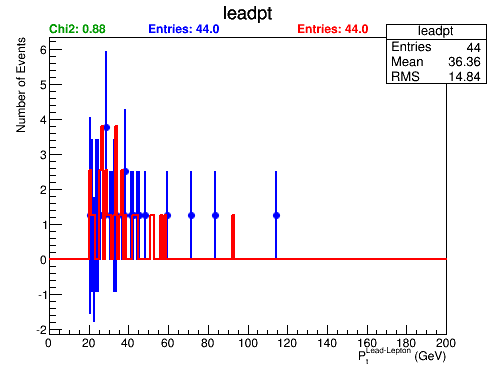 leadpt
Chi2: 0.88 Entries: 44.0 Entries: 44.0
leadpt
Entries 44
Mean 36.36
RMS 14.84
Number of Events
6
5
4
3
2
1
0
-1
-2
0 20 40 60 80 100 120 140 160 180 200
P_t^Lead-Lepton (GeV)